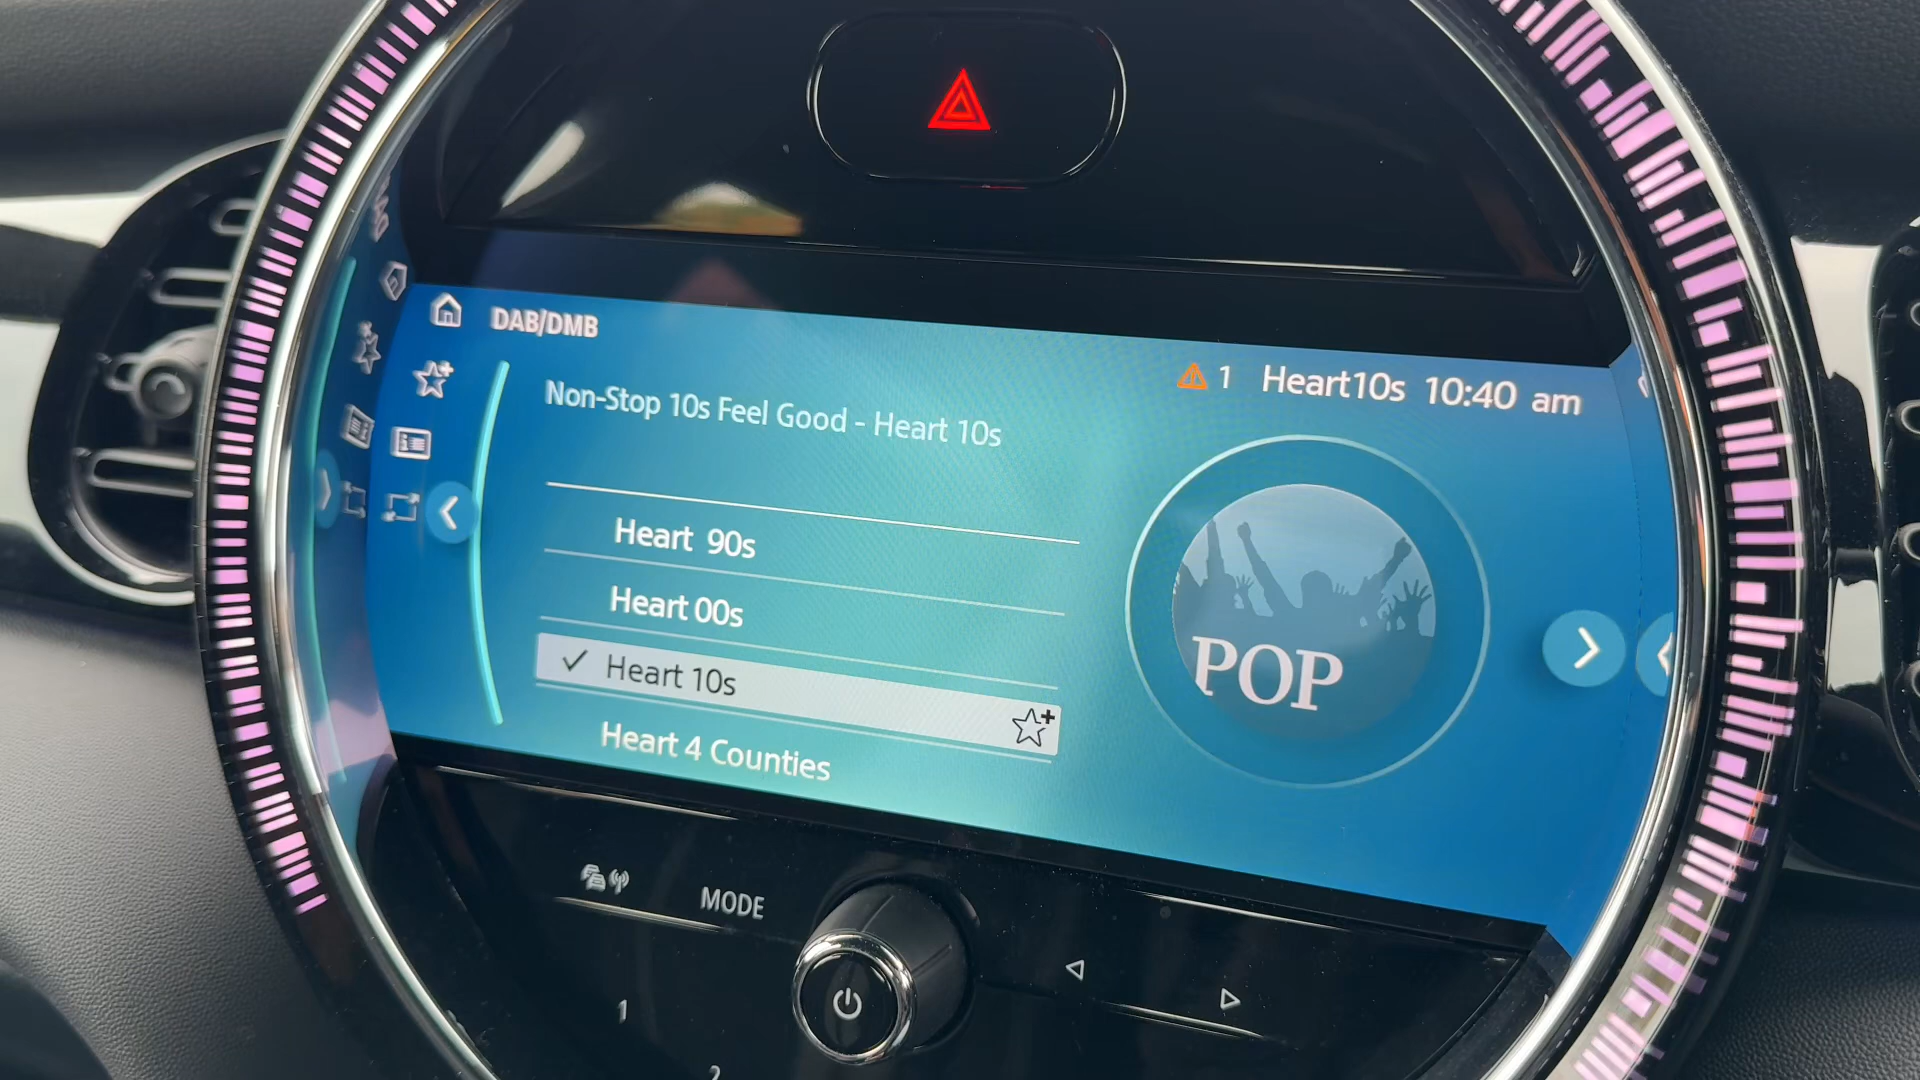 DAB/DMB
1 Heart10s 10:40 am
Non-Stop 10s Feel Good - Heart 10s
Heart 90s
Heart 00s
Heart 10s
Heart 4 Counties
POP
MODE
1
2